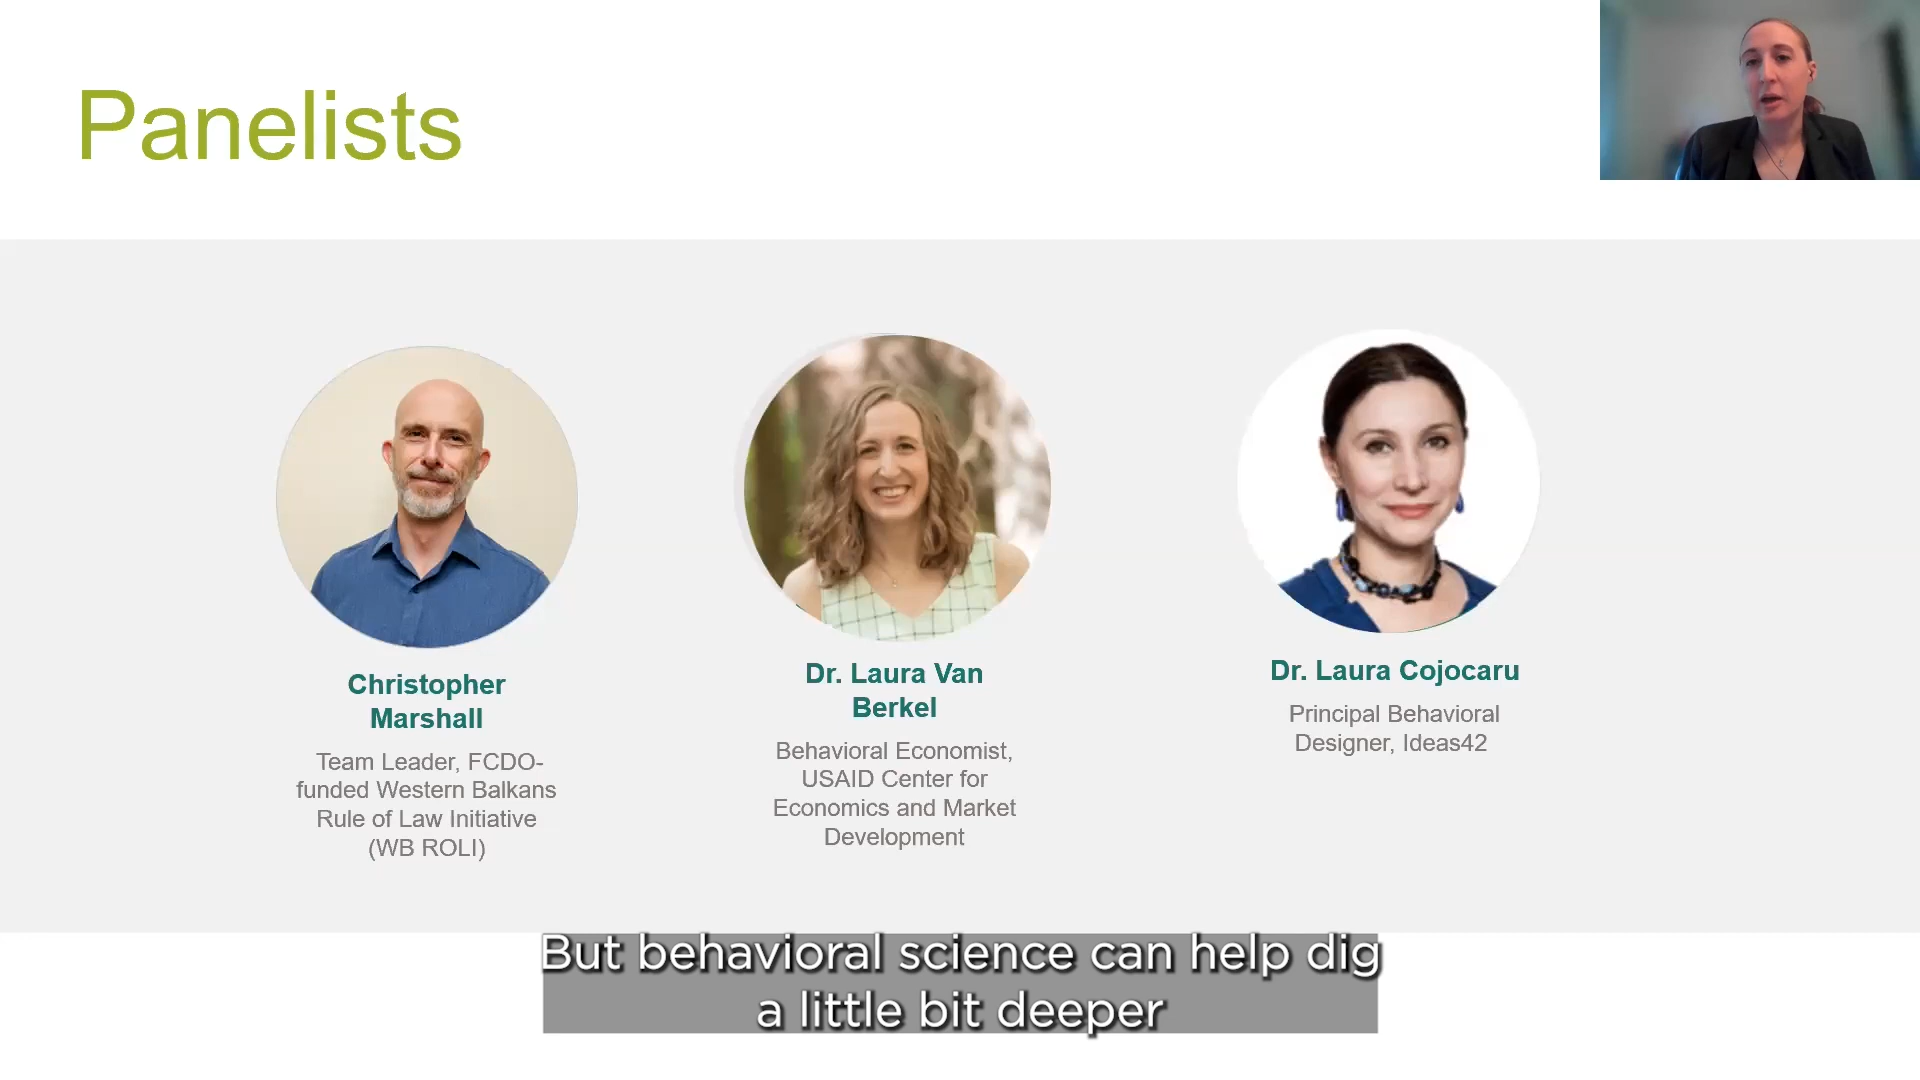 Panelists
Christopher
Marshall
Team Leader, FCDO-
funded Western Balkans
Rule of Law Initiative
(WB ROLI)
Dr. Laura Van
Berkel
Behavioral Economist,
USAID Center for
Economics and Market
Development
Dr. Laura Cojocaru
Principal Behavioral
Designer, Ideas42
But behavioral science can help dig
a little bit deeper